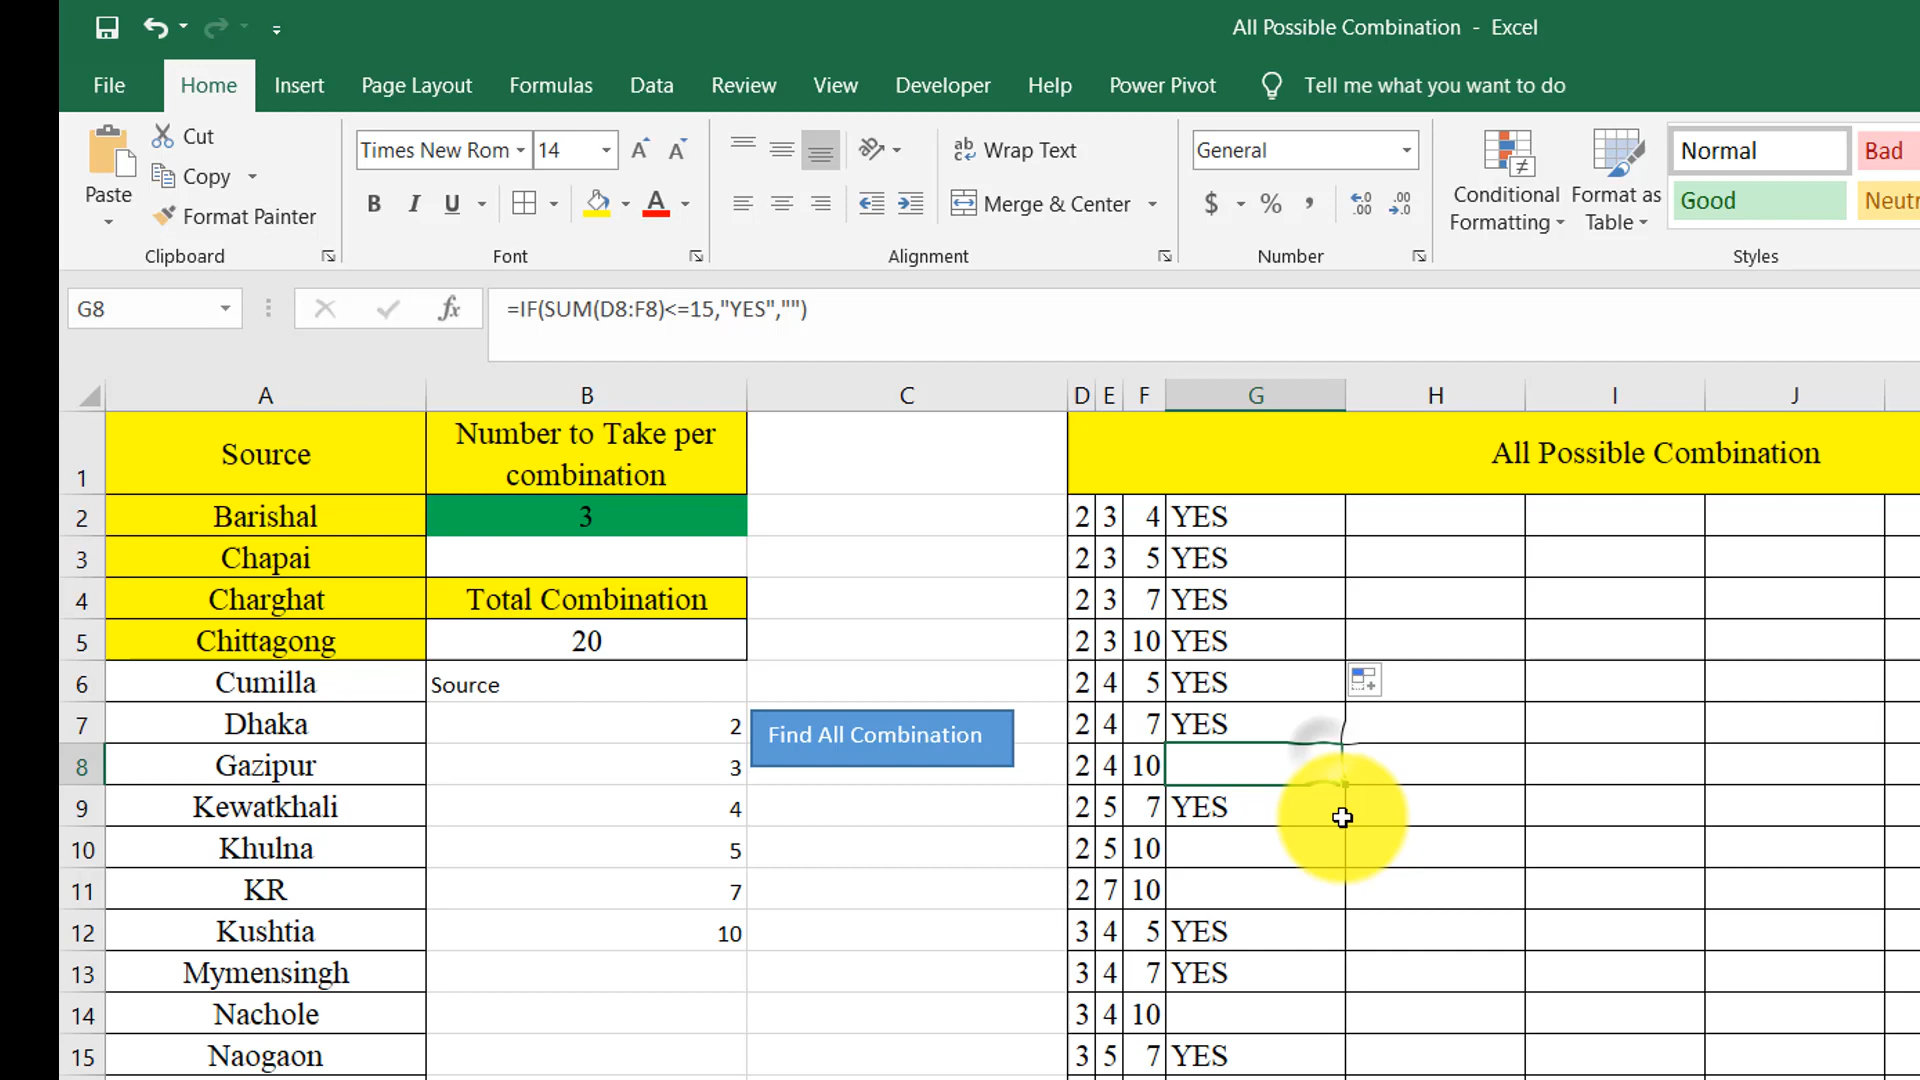 All Possible Combination - Excel
File Home Insert Page Layout Formulas Data Review View Developer Help Power Pivot Tell me what you want to do
Paste
Cut
Copy
Format Painter
Clipboard
Times New Rom 14 A A
B I U A
Font
ab c Wrap Text
Merge & Center
Alignment
General
$ % , .0 .00 .00 .0
Number
Conditional
Formatting
Format as
Table
Normal Bad
Good Neutr
Styles
G8 fx =IF(SUM(D8:F8)<=15,"YES","")
A B C D E F G H I J
1 Source Number to Take per
combination All Possible Combination
2 Barishal 3 2 3 4 YES
3 Chapai 2 3 5 YES
4 Charghat Total Combination 2 3 7 YES
5 Chittagong 20 2 3 10 YES
6 Cumilla Source 2 4 5 YES
7 Dhaka 2 Find All Combination 2 4 7 YES
8 Gazipur 3 2 4 10
9 Kewatkhali 4 2 5 7 YES
10 Khulna 5 2 5 10
11 KR 7 2 7 10
12 Kushtia 10 3 4 5 YES
13 Mymensingh 3 4 7 YES
14 Nachole 3 4 10
15 Naogaon 3 5 7 YES